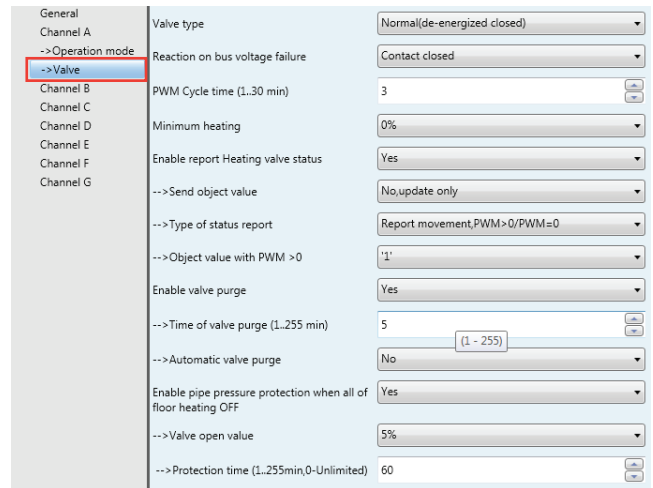 General
Channel A
->Operation mode
->Valve
Channel B
Channel C
Channel D
Channel E
Channel F
Channel G
Valve type Normal(de-energized closed)
Reaction on bus voltage failure Contact closed
PWM Cycle time (1..30 min) 3
Minimum heating 0%
Enable report Heating valve status Yes
-->Send object value No,update only
-->Type of status report Report movement,PWM>0/PWM=0
-->Object value with PWM >0 '1'
Enable valve purge Yes
-->Time of valve purge (1..255 min) 5
(1 - 255)
-->Automatic valve purge No
Enable pipe pressure protection when all of Yes
floor heating OFF
-->Valve open value 5%
-->Protection time (1..255min,0-Unlimited) 60